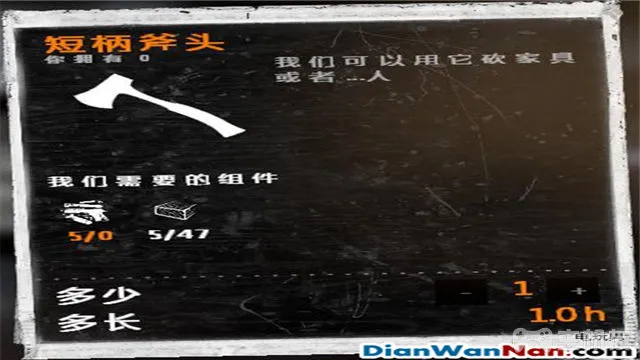 短柄斧头
你拥有 0
我们可以用它砍家具
或者...人
我们需要的组件
5/0 5/47
多少 - 1 +
多长 1.0 h
DianWanNan.com